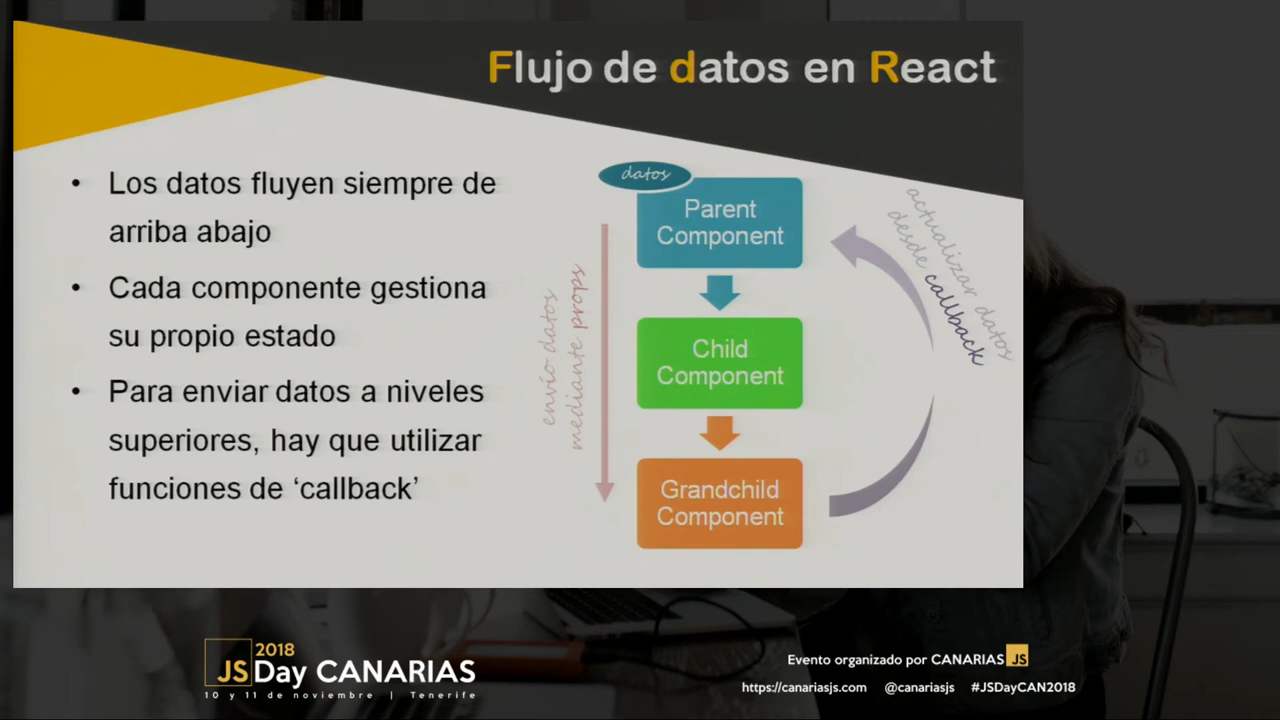 Flujo de datos en React
• Los datos fluyen siempre de
arriba abajo
• Cada componente gestiona
su propio estado
• Para enviar datos a niveles
superiores, hay que utilizar
funciones de ‘callback’
datos
Parent
Component
Child
Component
Grandchild
Component
envío datos
mediante props
actualizar datos
desde callback
2018
JSDay CANARIAS
10 y 11 de noviembre | Tenerife
Evento organizado por CANARIAS JS
https://canariasjs.com @canariasjs #JSDayCAN2018